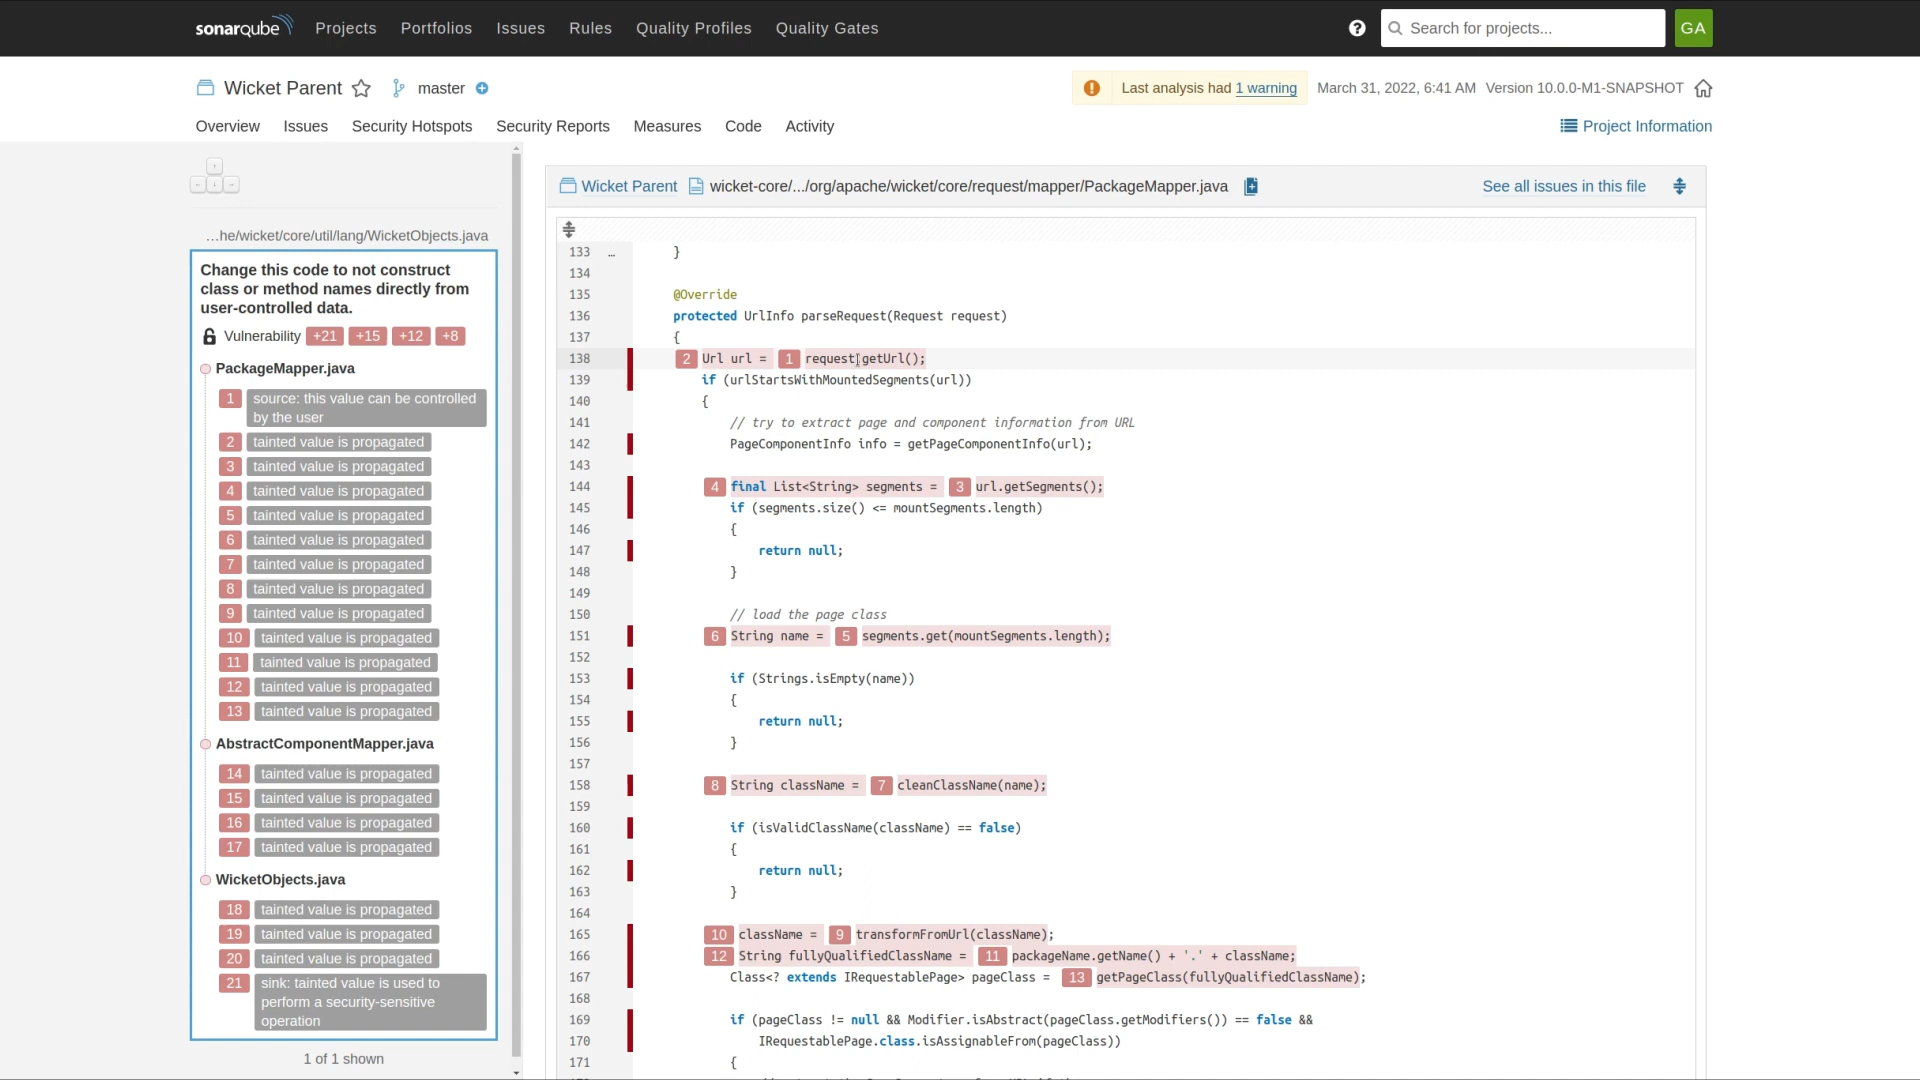 sonarqube Projects Portfolios Issues Rules Quality Profiles Quality Gates ? Search for projects... GA
Wicket Parent master Last analysis had 1 warning March 31, 2022, 6:41 AM Version 10.0.0-M1-SNAPSHOT
Overview Issues Security Hotspots Security Reports Measures Code Activity Project Information
…he/wicket/core/util/lang/WicketObjects.java
Change this code to not construct
class or method names directly from
user-controlled data.
Vulnerability +21 +15 +12 +8
PackageMapper.java
1 source: this value can be controlled
by the user
2 tainted value is propagated
3 tainted value is propagated
4 tainted value is propagated
5 tainted value is propagated
6 tainted value is propagated
7 tainted value is propagated
8 tainted value is propagated
9 tainted value is propagated
10 tainted value is propagated
11 tainted value is propagated
12 tainted value is propagated
13 tainted value is propagated
AbstractComponentMapper.java
14 tainted value is propagated
15 tainted value is propagated
16 tainted value is propagated
17 tainted value is propagated
WicketObjects.java
18 tainted value is propagated
19 tainted value is propagated
20 tainted value is propagated
21 sink: tainted value is used to
perform a security-sensitive
operation
1 of 1 shown
Wicket Parent wicket-core/.../org/apache/wicket/core/request/mapper/PackageMapper.java See all issues in this file
133 … }
134
135 @Override
136 protected UrlInfo parseRequest(Request request)
137 {
138 2 Url url = 1 request.getUrl();
139 if (urlStartsWithMountedSegments(url))
140 {
141 // try to extract page and component information from URL
142 PageComponentInfo info = getPageComponentInfo(url);
143
144 4 final List<String> segments = 3 url.getSegments();
145 if (segments.size() <= mountSegments.length)
146 {
147 return null;
148 }
149
150 // load the page class
151 6 String name = 5 segments.get(mountSegments.length);
152
153 if (Strings.isEmpty(name))
154 {
155 return null;
156 }
157
158 8 String className = 7 cleanClassName(name);
159
160 if (isValidClassName(className) == false)
161 {
162 return null;
163 }
164
165 10 className = 9 transformFromUrl(className);
166 12 String fullyQualifiedClassName = 11 packageName.getName() + '.' + className;
167 Class<? extends IRequestablePage> pageClass = 13 getPageClass(fullyQualifiedClassName);
168
169 if (pageClass != null && Modifier.isAbstract(pageClass.getModifiers()) == false &&
170 IRequestablePage.class.isAssignableFrom(pageClass))
171 {